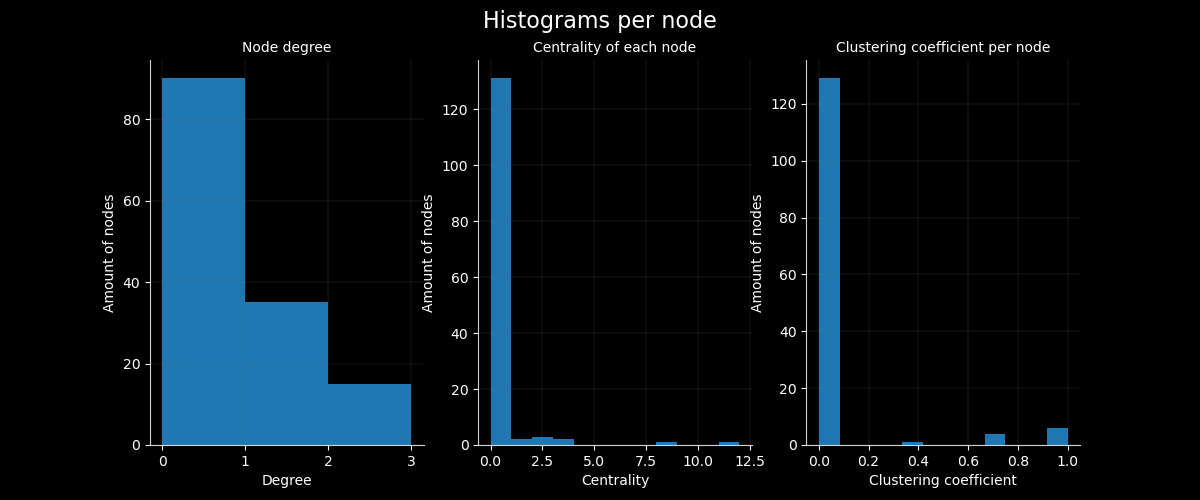 Histograms per node
Node degree
Amount of nodes
80
60
40
20
0
0 1 2 3
Degree
Centrality of each node
Amount of nodes
120
100
80
60
40
20
0
0.0 2.5 5.0 7.5 10.0 12.5
Centrality
Clustering coefficient per node
Amount of nodes
120
100
80
60
40
20
0
0.0 0.2 0.4 0.6 0.8 1.0
Clustering coefficient